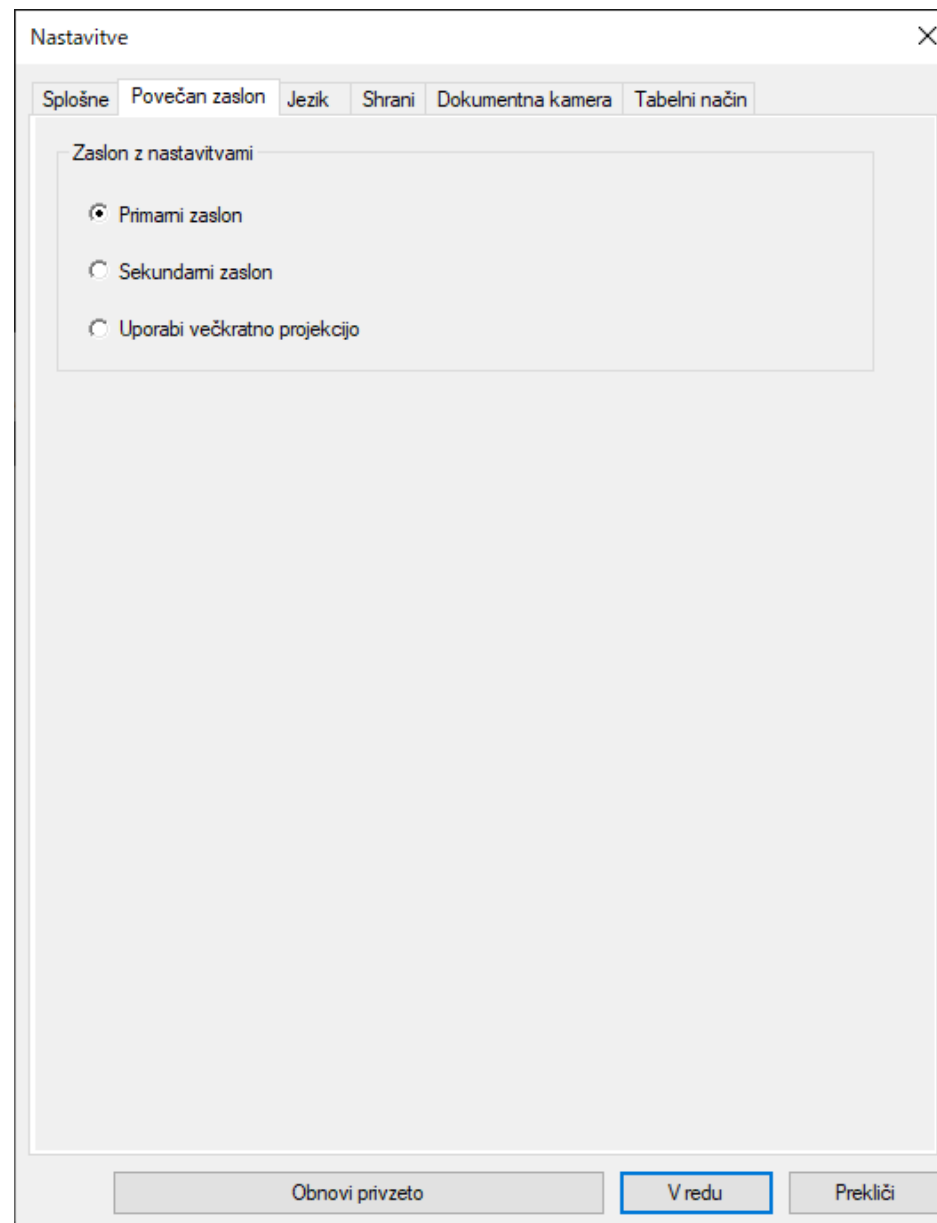 Nastavitve
Splošne Povečan zaslon Jezik Shrani Dokumentna kamera Tabelni način
Zaslon z nastavitvami
Primarni zaslon
Sekundarni zaslon
Uporabi večkratno projekcijo
Obnovi privzeto V redu Prekliči